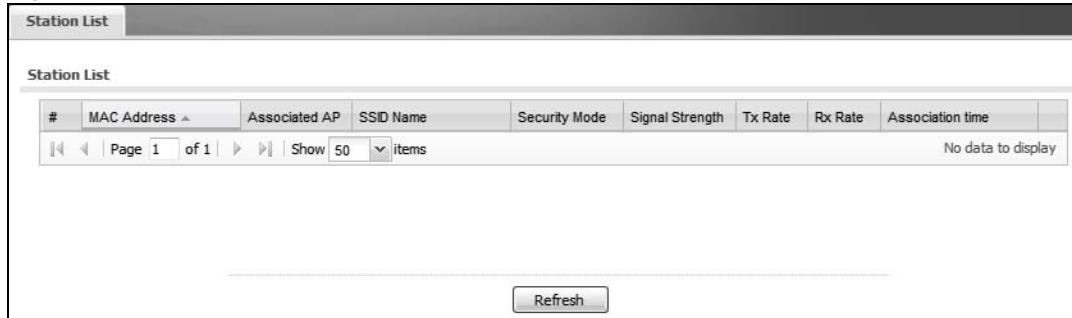 Station List
Station List
# MAC Address Associated AP SSID Name Security Mode Signal Strength Tx Rate Rx Rate Association time
Page 1 of 1 Show 50 items No data to display
Refresh